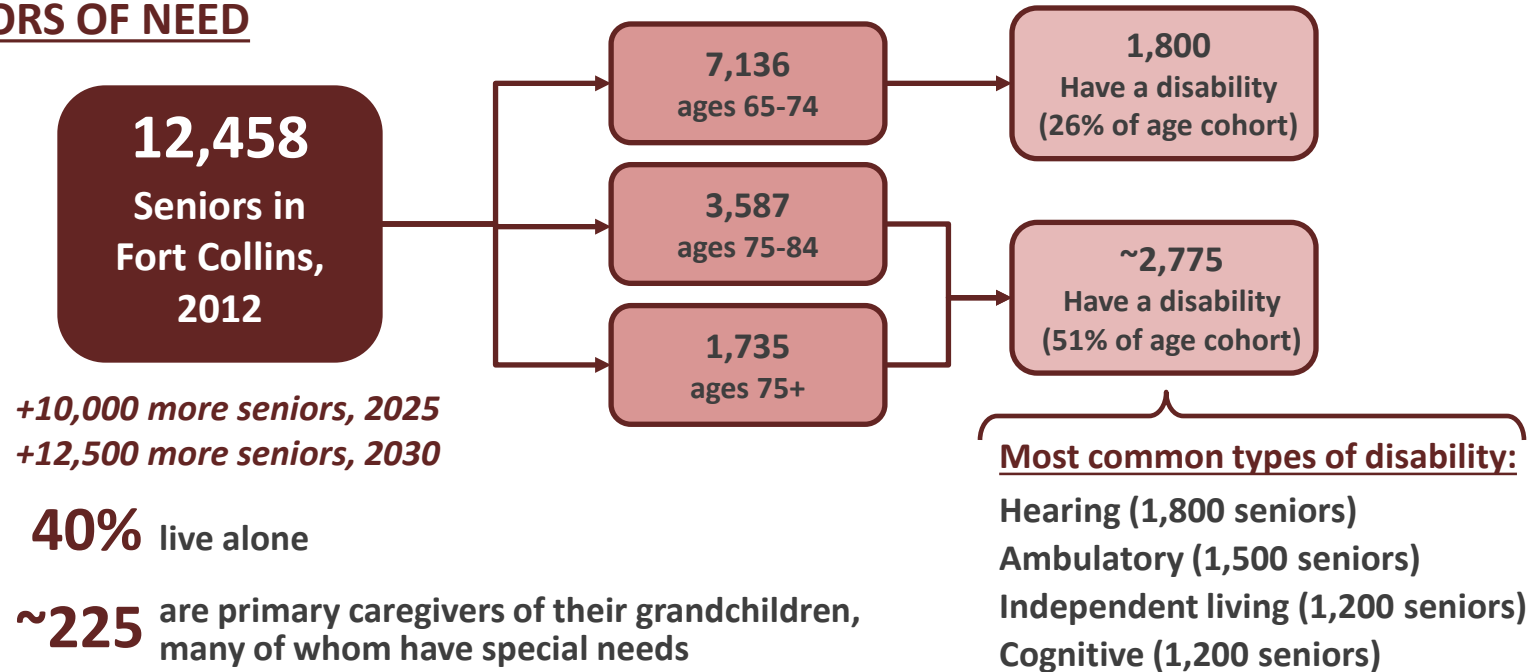 OF NEED
12,458
Seniors in
Fort Collins,
2012
+10,000 more seniors, 2025
+12,500 more seniors, 2030
40% live alone
~225 are primary caregivers of their grandchildren,
many of whom have special needs
7,136
ages 65-74
3,587
ages 75-84
1,735
ages 75+
1,800
Have a disability
(26% of age cohort)
~2,775
Have a disability
(51% of age cohort)
Most common types of disability:
Hearing (1,800 seniors)
Ambulatory (1,500 seniors)
Independent living (1,200 seniors)
Cognitive (1,200 seniors)